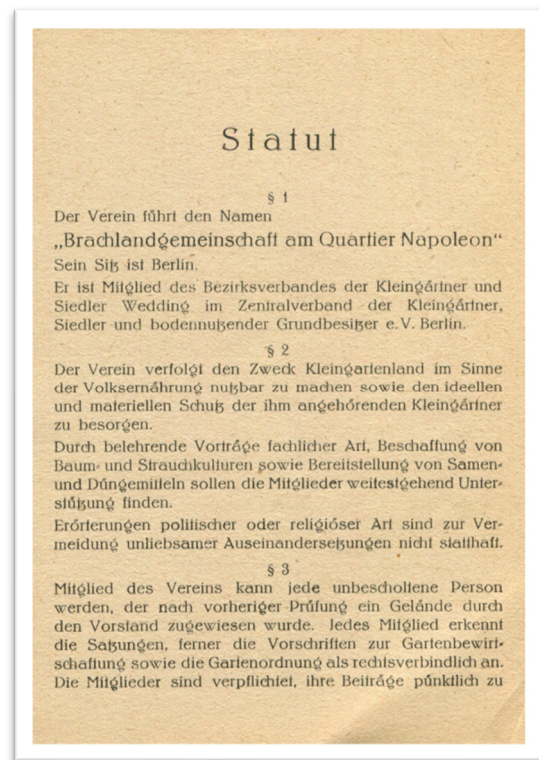 Statut
§ 1
Der Verein führt den Namen
„Brachlandgemeinschaft am Quartier Napoleon“
Sein Sitz ist Berlin.
Er ist Mitglied des Bezirksverbandes der Kleingärtner und
Siedler Wedding im Zentralverband der Kleingärtner,
Siedler und bodennutzender Grundbesitzer e.V. Berlin.
§ 2
Der Verein verfolgt den Zweck Kleingartenland im Sinne
der Volksernährung nutzbar zu machen sowie den ideellen
und materiellen Schutz der ihm angehörenden Kleingärtner
zu besorgen.
Durch belehrende Vorträge fachlicher Art, Beschaffung von
Baum- und Strauchkulturen sowie Bereitstellung von Samen-
und Düngemitteln sollen die Mitglieder weitestgehend Unter-
stützung finden.
Erörterungen politischer oder religiöser Art sind zur Ver-
meidung unliebsamer Auseinandersetzungen nicht statthaft.
§ 3
Mitglied des Vereins kann jede unbescholtene Person
werden, der nach vorheriger Prüfung ein Gelände durch
den Vorstand zugewiesen wurde. Jedes Mitglied erkennt
die Satzungen, ferner die Vorschriften zur Gartenbewirt-
schaftung sowie die Gartenordnung als rechtsverbindlich an.
Die Mitglieder sind verpflichtet, ihre Beiträge pünktlich zu